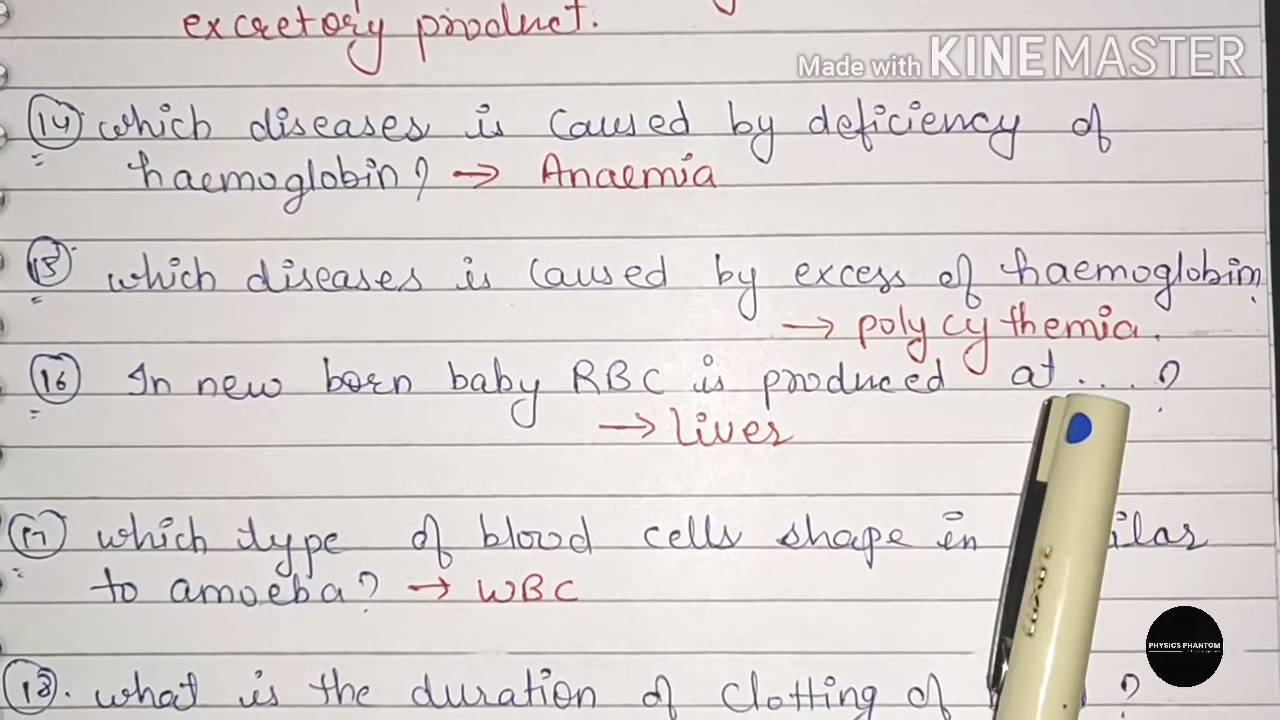 excretory product.
Made with KINEMASTER
14 which diseases is caused by deficiency of
haemoglobin? → Anaemia
15 which diseases is caused by excess of haemoglobin?
→ polycythemia.
16 In new born baby RBC is produced at ....?
→ liver
17 which type of blood cells shape in ilar
to amoeba? → WBC
PHYSICS PHANTOM
18. what is the duration of clotting of ?